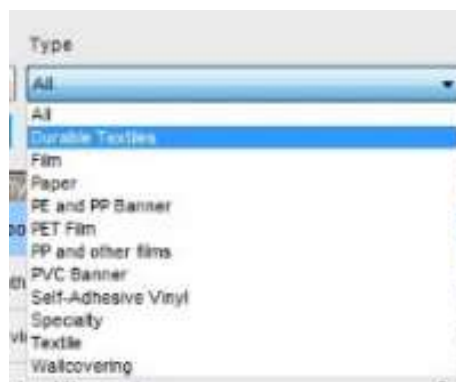 Type
All
All
Durable Textiles
Film
Paper
PE and PP Banner
PET Film
PP and other films
PVC Banner
Self-Adhesive Vinyl
Specialty
Textile
Wallcovering